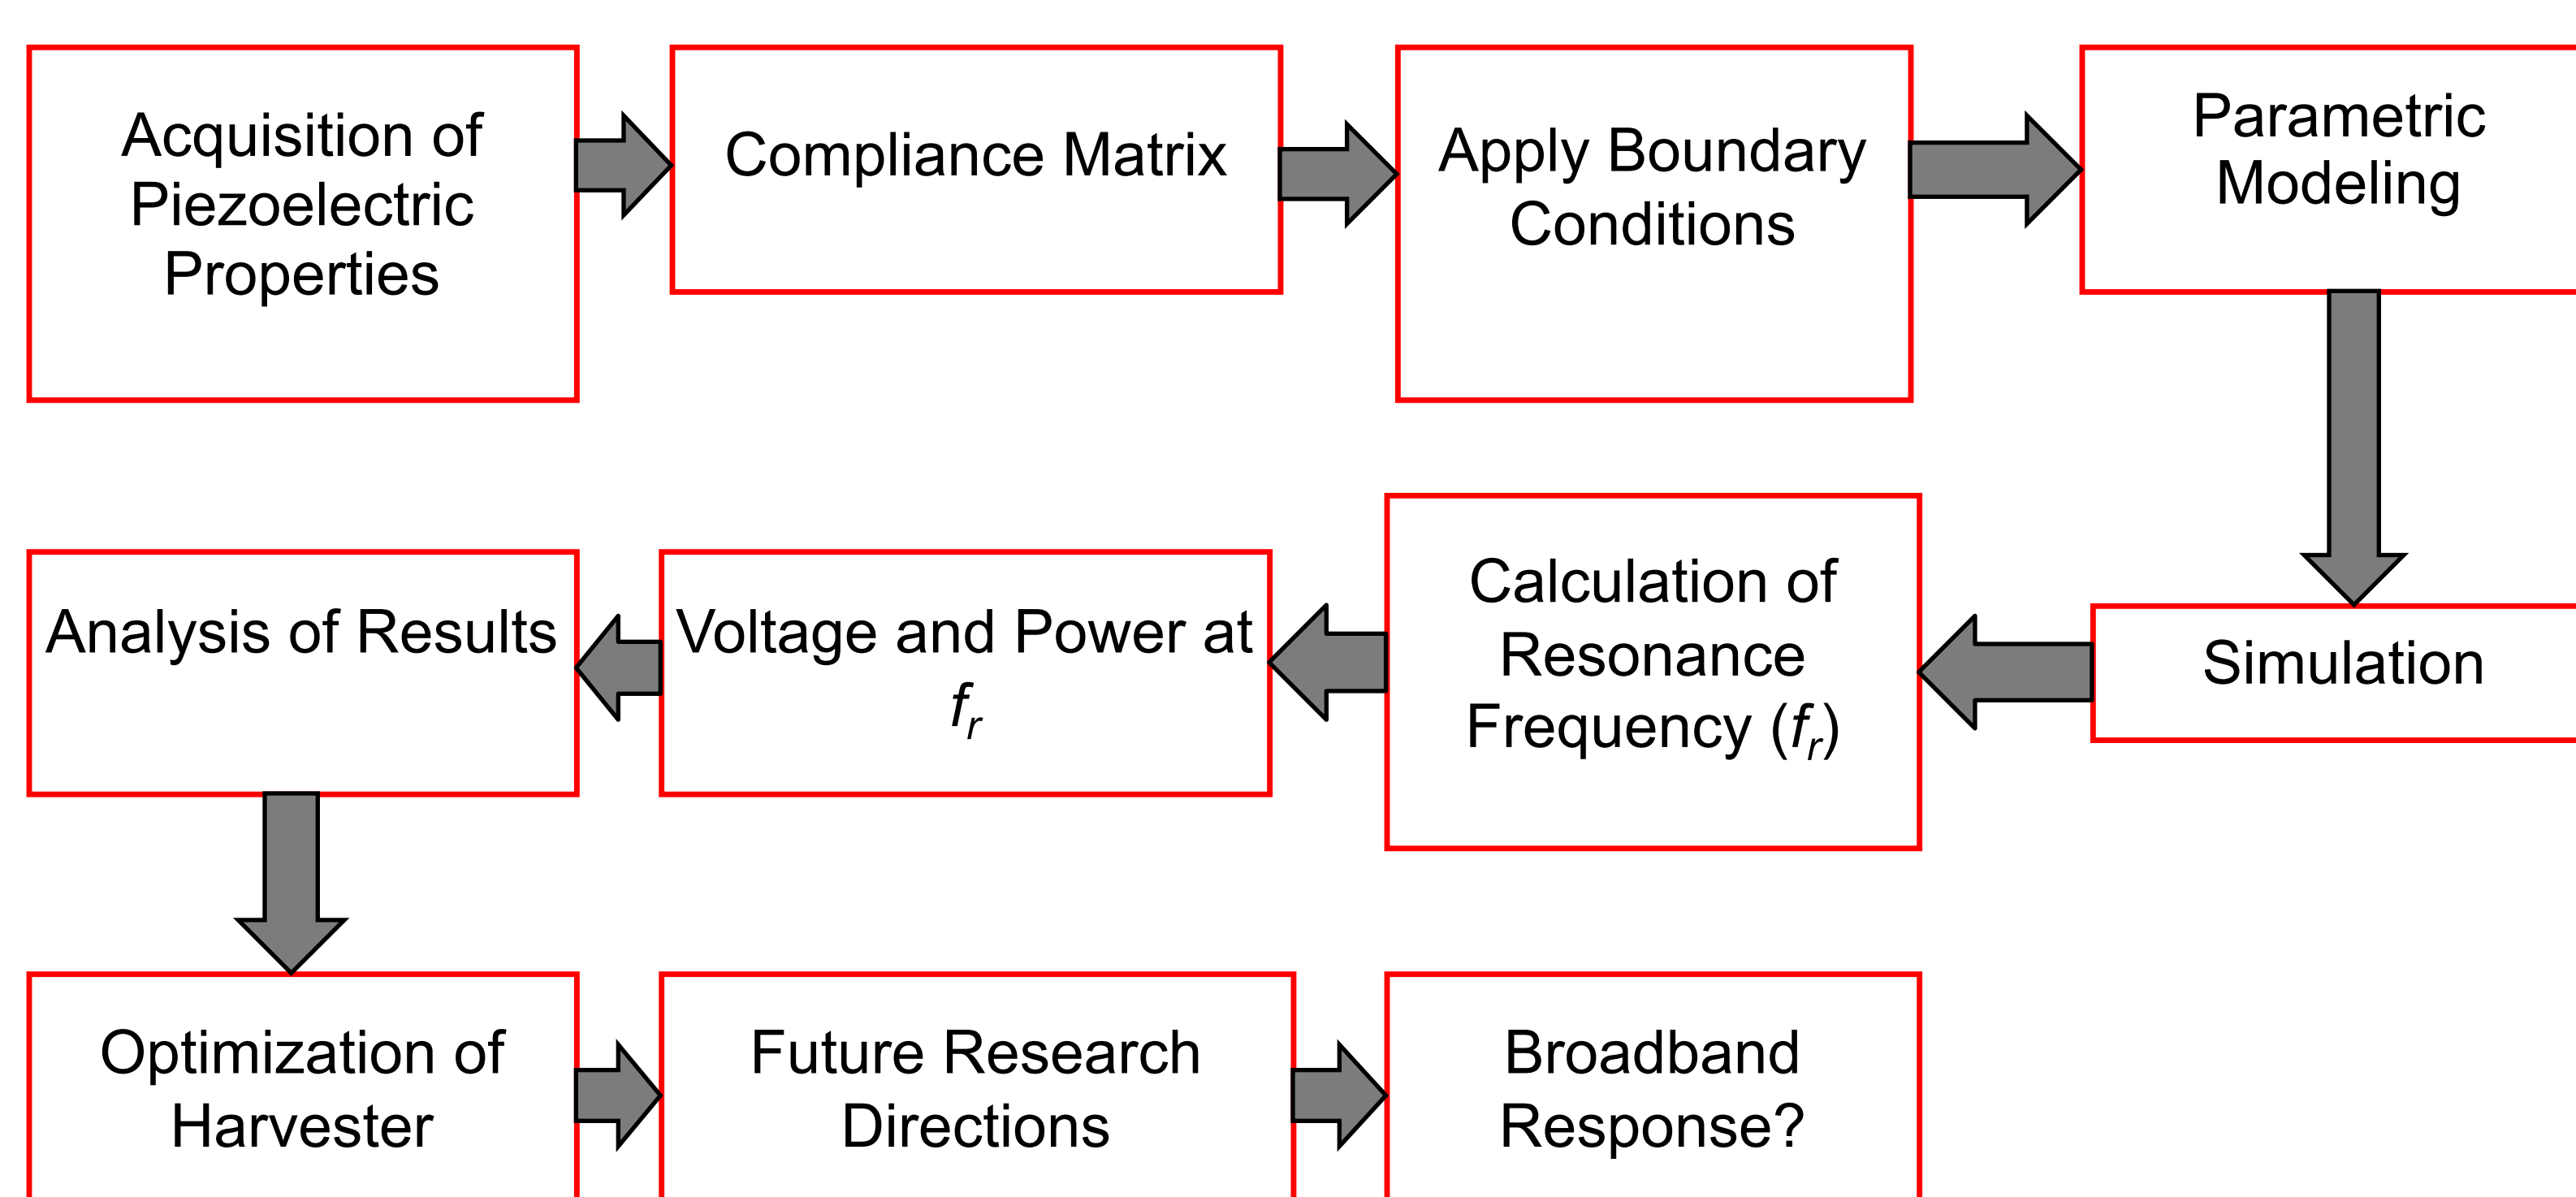 Acquisition of
Piezoelectric
Properties
Compliance Matrix
Apply Boundary
Conditions
Parametric
Modeling
Simulation
Calculation of
Resonance
Frequency (fr)
Voltage and Power at
fr
Analysis of Results
Optimization of
Harvester
Future Research
Directions
Broadband
Response?